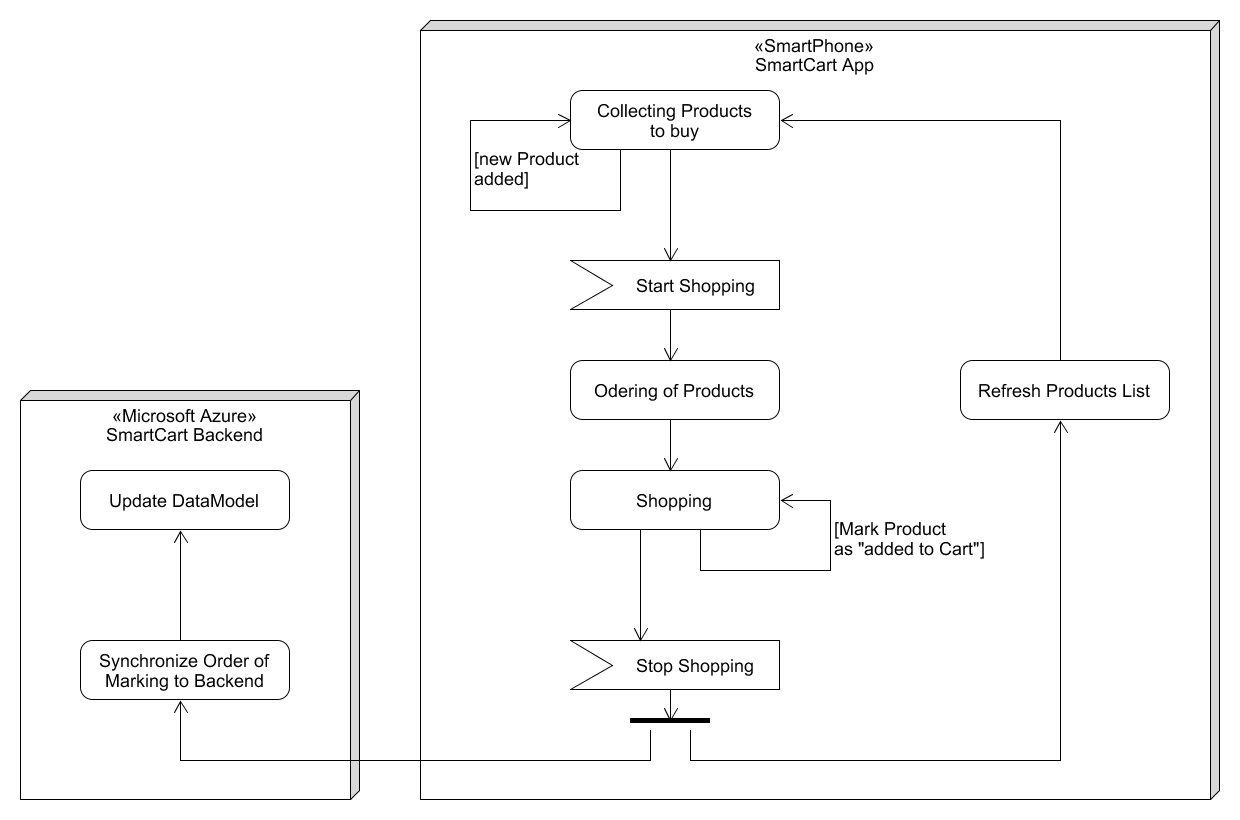 «SmartPhone»
SmartCart App
Collecting Products
to buy
[new Product
added]
Start Shopping
Odering of Products
Refresh Products List
«Microsoft Azure»
SmartCart Backend
Update DataModel
Shopping
[Mark Product
as "added to Cart"]
Synchronize Order of
Marking to Backend
Stop Shopping